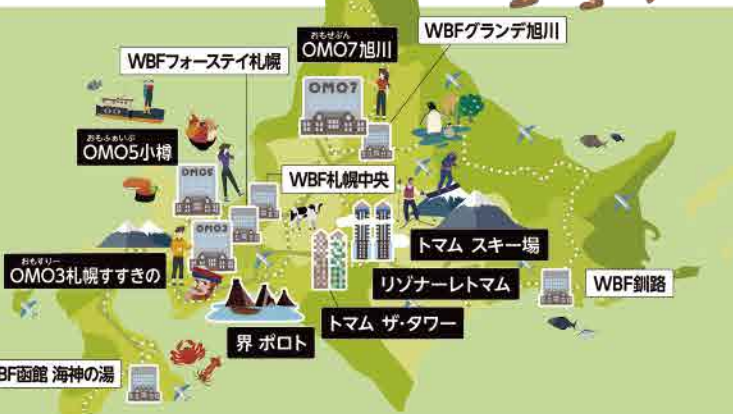 おもせぶん
OMO7旭川
WBFグランデ旭川
WBFフォーステイ札幌
OMO7
おもふぁいぶ
OMO5小樽
OMO5
WBF札幌中央
おもすりー
OMO3札幌すすきの
OMO3
トマム スキー場
リゾナーレトマム
WBF釧路
トマム ザ・タワー
界 ポロト
BF函館 海神の湯